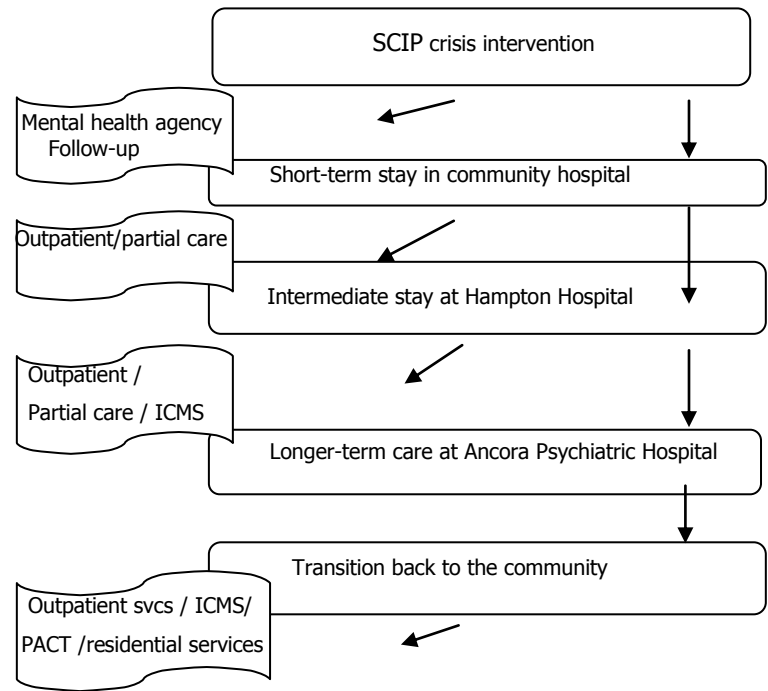 SCIP crisis intervention
Mental health agency
Follow-up
Short-term stay in community hospital
Outpatient/partial care
Intermediate stay at Hampton Hospital
Outpatient /
Partial care / ICMS
Longer-term care at Ancora Psychiatric Hospital
Transition back to the community
Outpatient svcs / ICMS/
PACT /residential services